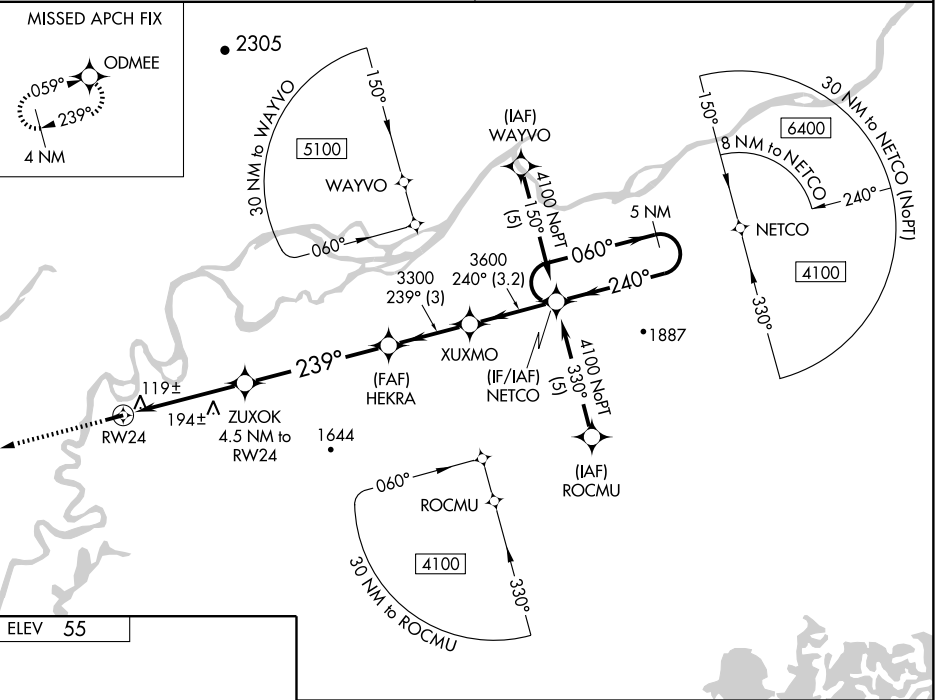 MISSED APCH FIX
ODMEE
059°
239°
4 NM
2305
30 NM to WAYVO
150°
5100
WAYVO
060°
(IAF)
WAYVO
4100 NoPT
150°
(5)
30 NM to NETCO (NoPT)
6400
150°
8 NM to NETCO
240°
NETCO
4100
330°
5 NM
060°
240°
3600
240° (3.2)
3300
239° (3)
1887
XUXMO
(IF/IAF)
NETCO
4100 NoPT
330°
(5)
(IAF)
ROCMU
239°
(FAF)
HEKRA
119±
194±
ZUXOK
4.5 NM to
RW24
RW24
1644
060°
ROCMU
4100
330°
30 NM to ROCMU
ELEV 55